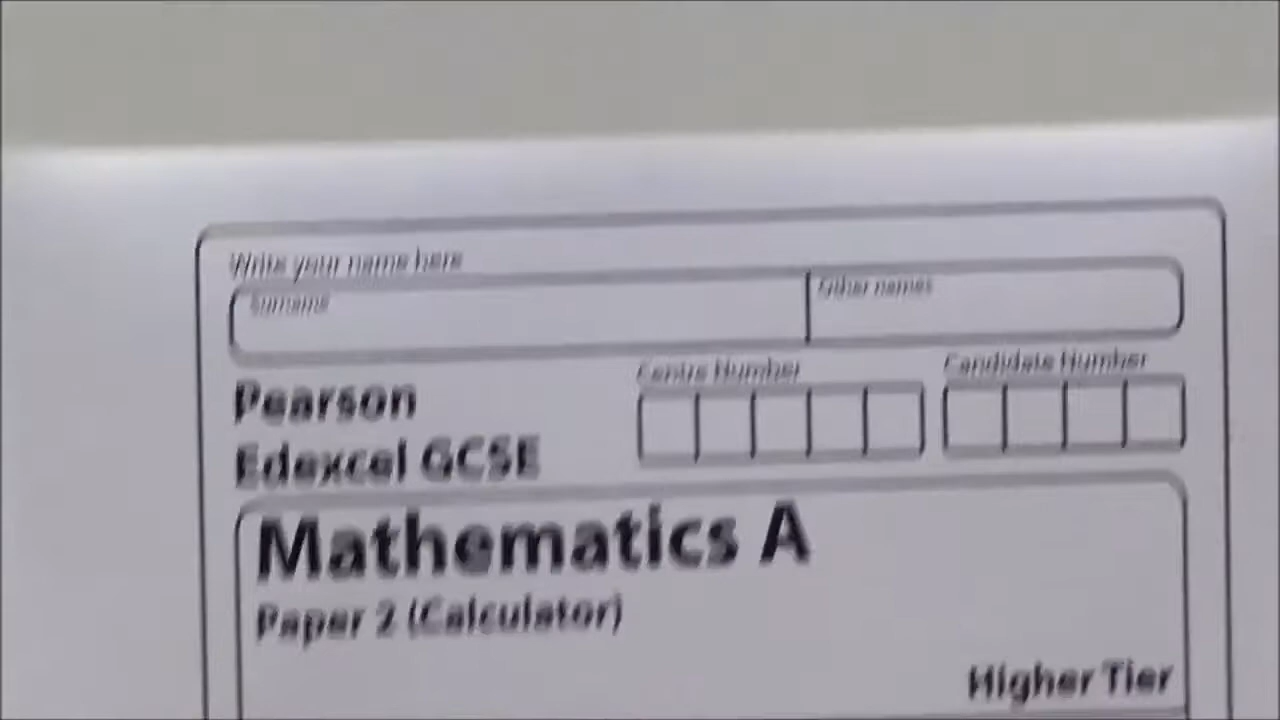 Write your name here
Surname
Other names
Centre Number
Candidate Number
Pearson
Edexcel GCSE
Mathematics A
Paper 2 (Calculator)
Higher Tier